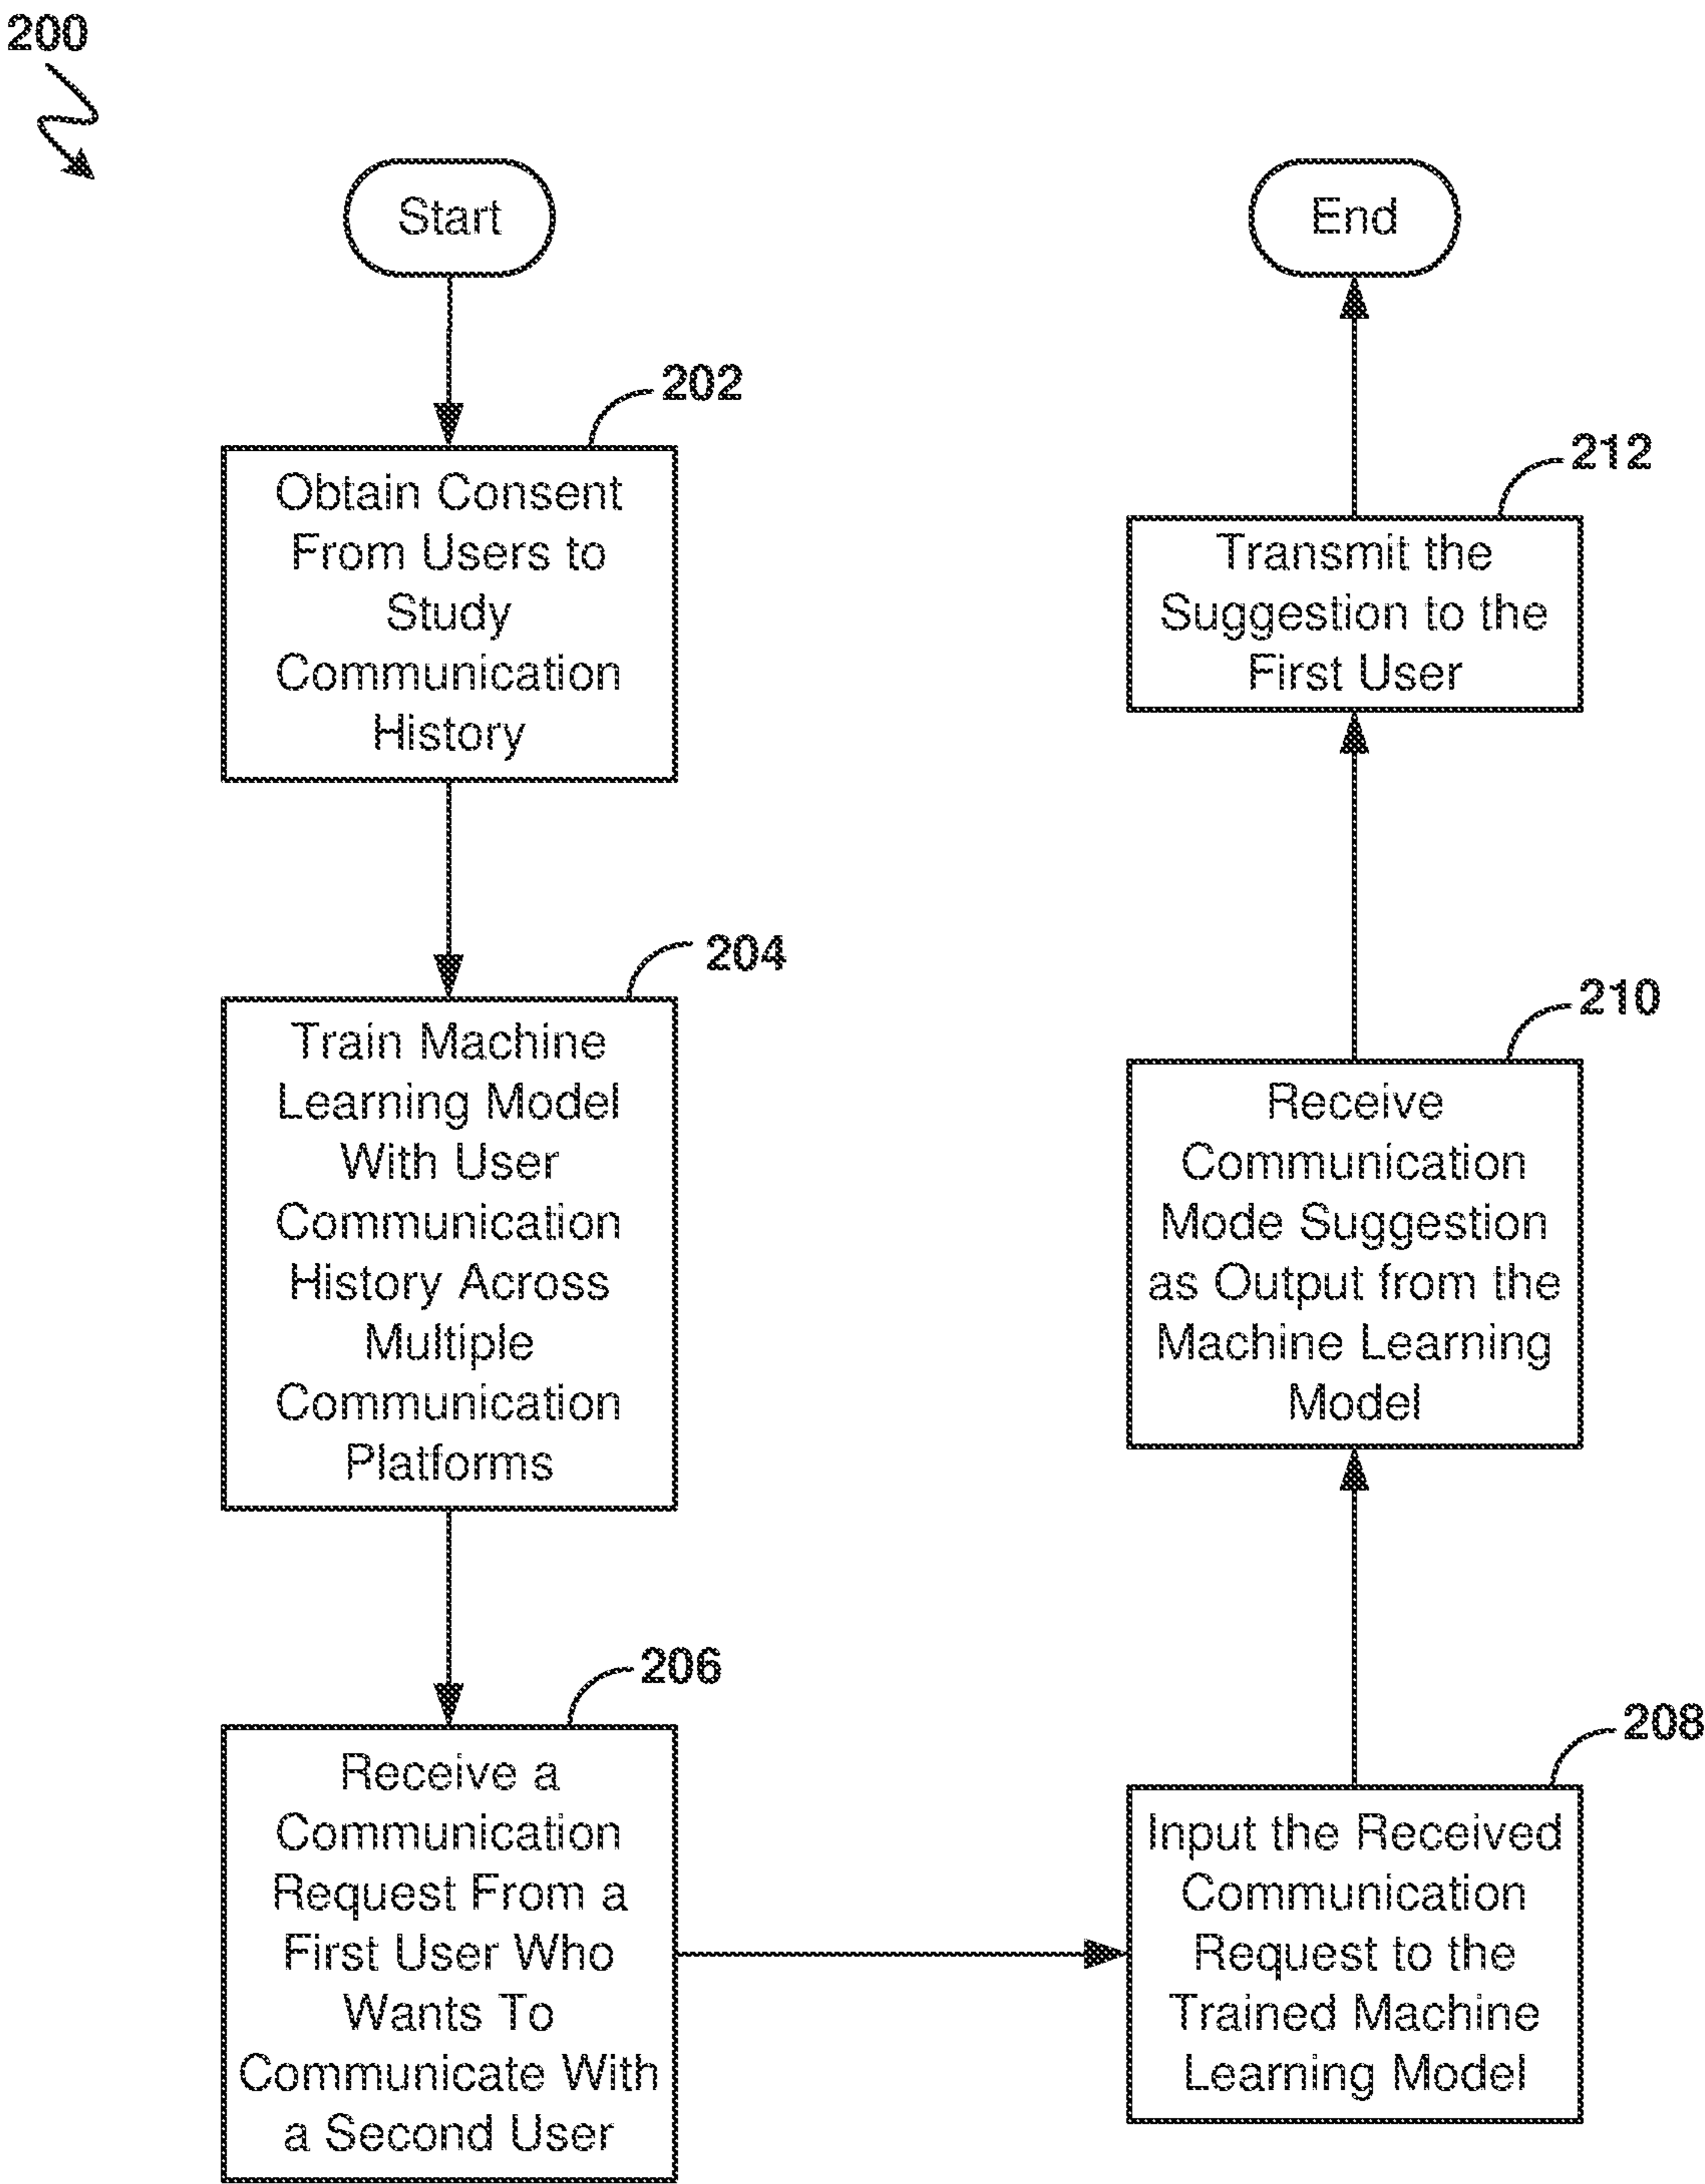 200
Start
202
Obtain Consent
From Users to
Study
Communication
History
204
Train Machine
Learning Model
With User
Communication
History Across
Multiple
Communication
Platforms
206
Receive a
Communication
Request From a
First User Who
Wants To
Communicate With
a Second User
208
Input the Received
Communication
Request to the
Trained Machine
Learning Model
210
Receive
Communication
Mode Suggestion
as Output from the
Machine Learning
Model
212
Transmit the
Suggestion to the
First User
End